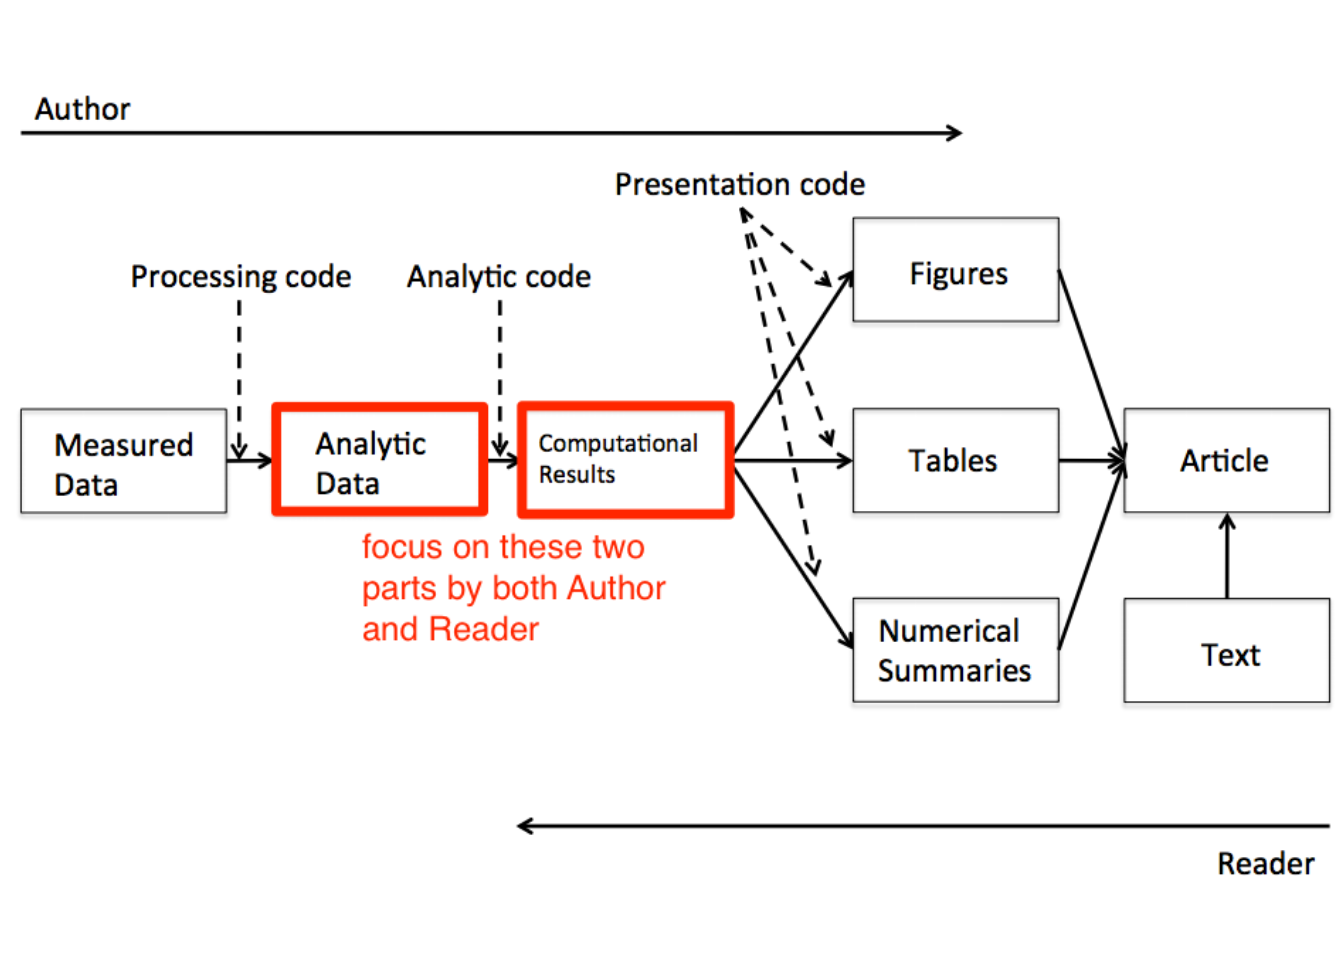 Author
Presentation code
Processing code
Analytic code
Figures
Measured
Data
Analytic
Data
Computational
Results
Tables
Article
focus on these two
parts by both Author
and Reader
Numerical
Summaries
Text
Reader